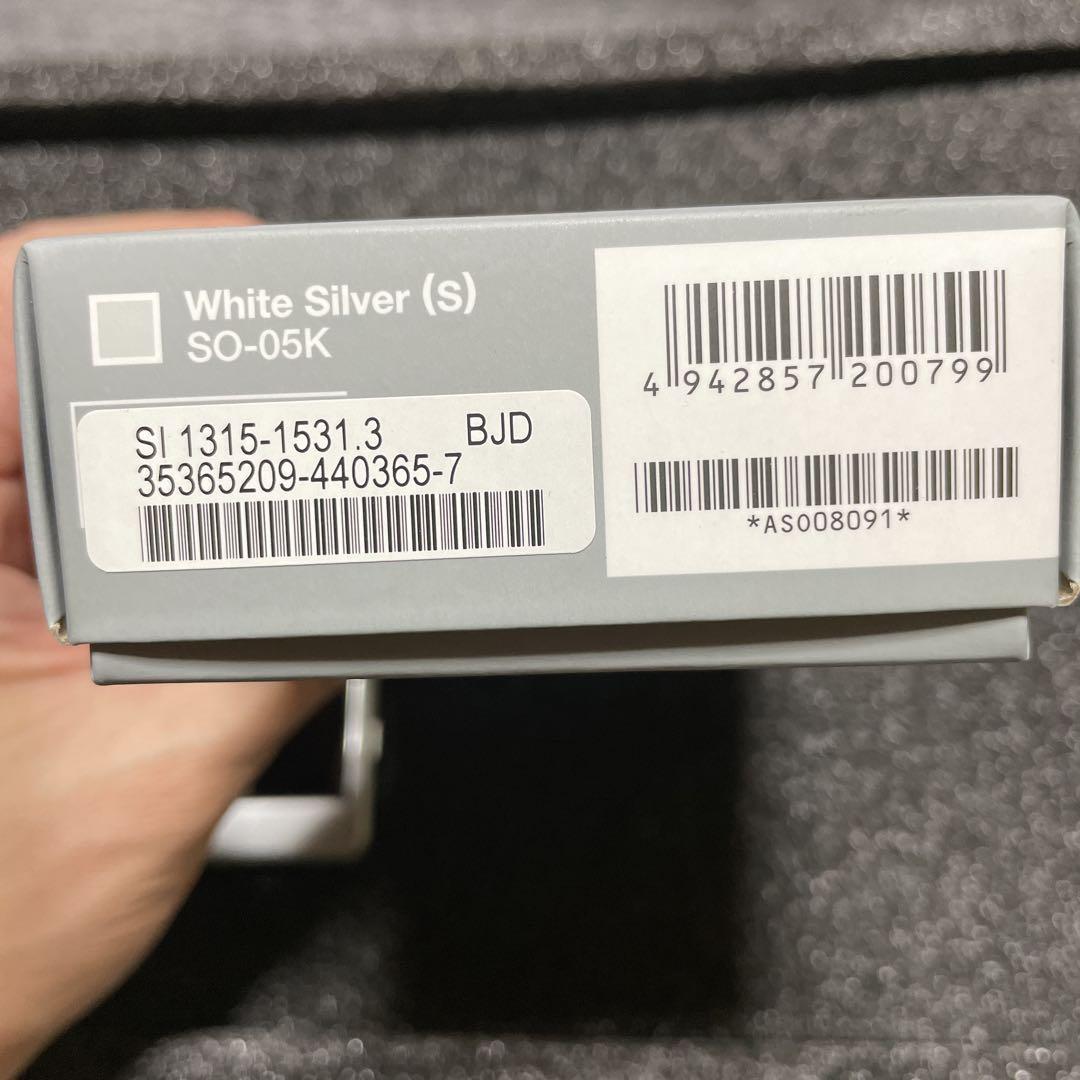 White Silver (S)
SO-05K
SI 1315-1531.3 BJD
35365209-440365-7
4 942857 200799
*AS008091*